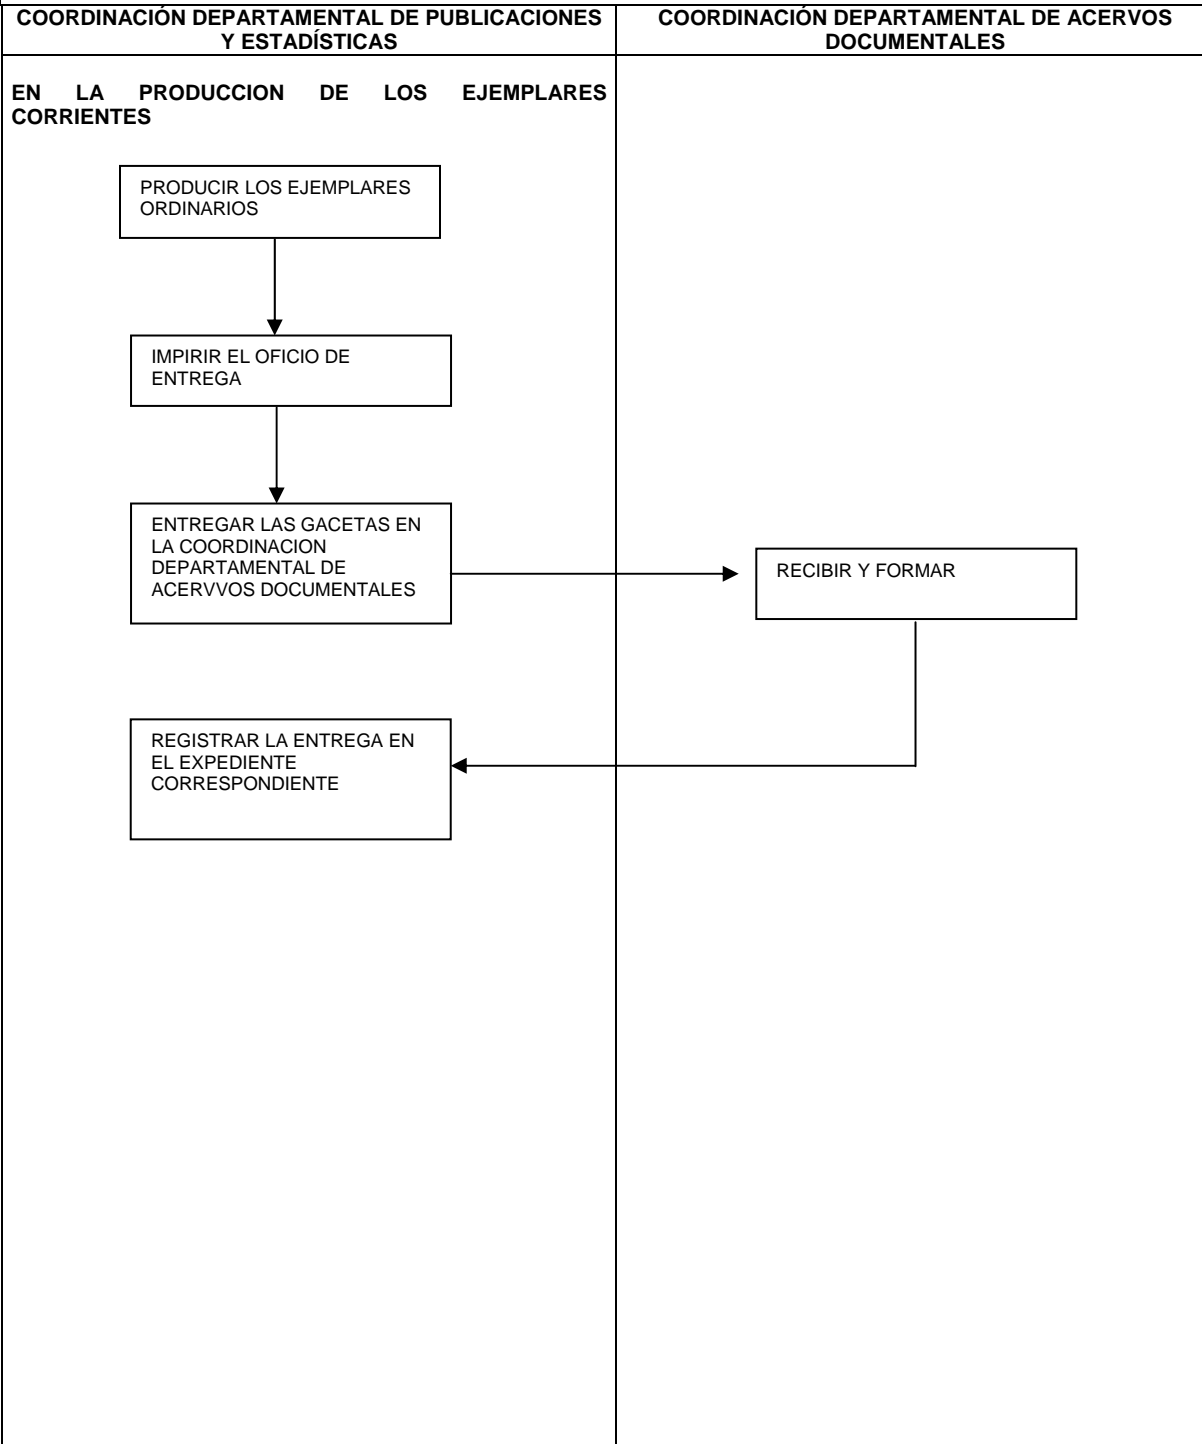 COORDINACIÓN DEPARTAMENTAL DE PUBLICACIONES
Y ESTADÍSTICAS
COORDINACIÓN DEPARTAMENTAL DE ACERVOS
DOCUMENTALES
EN LA PRODUCCION DE LOS EJEMPLARES
CORRIENTES
PRODUCIR LOS EJEMPLARES
ORDINARIOS
IMPIRIR EL OFICIO DE
ENTREGA
ENTREGAR LAS GACETAS EN
LA COORDINACION
DEPARTAMENTAL DE
ACERVVOS DOCUMENTALES
RECIBIR Y FORMAR
REGISTRAR LA ENTREGA EN
EL EXPEDIENTE
CORRESPONDIENTE